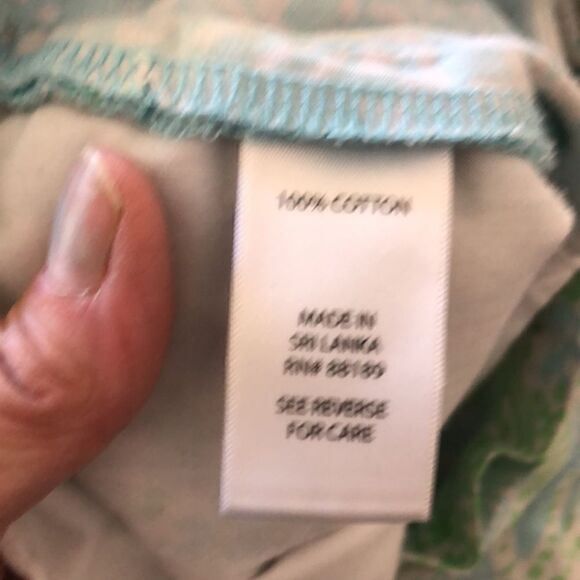 100% COTTON
MADE IN
SRI LANKA
RN# 88189
SEE REVERSE
FOR CARE